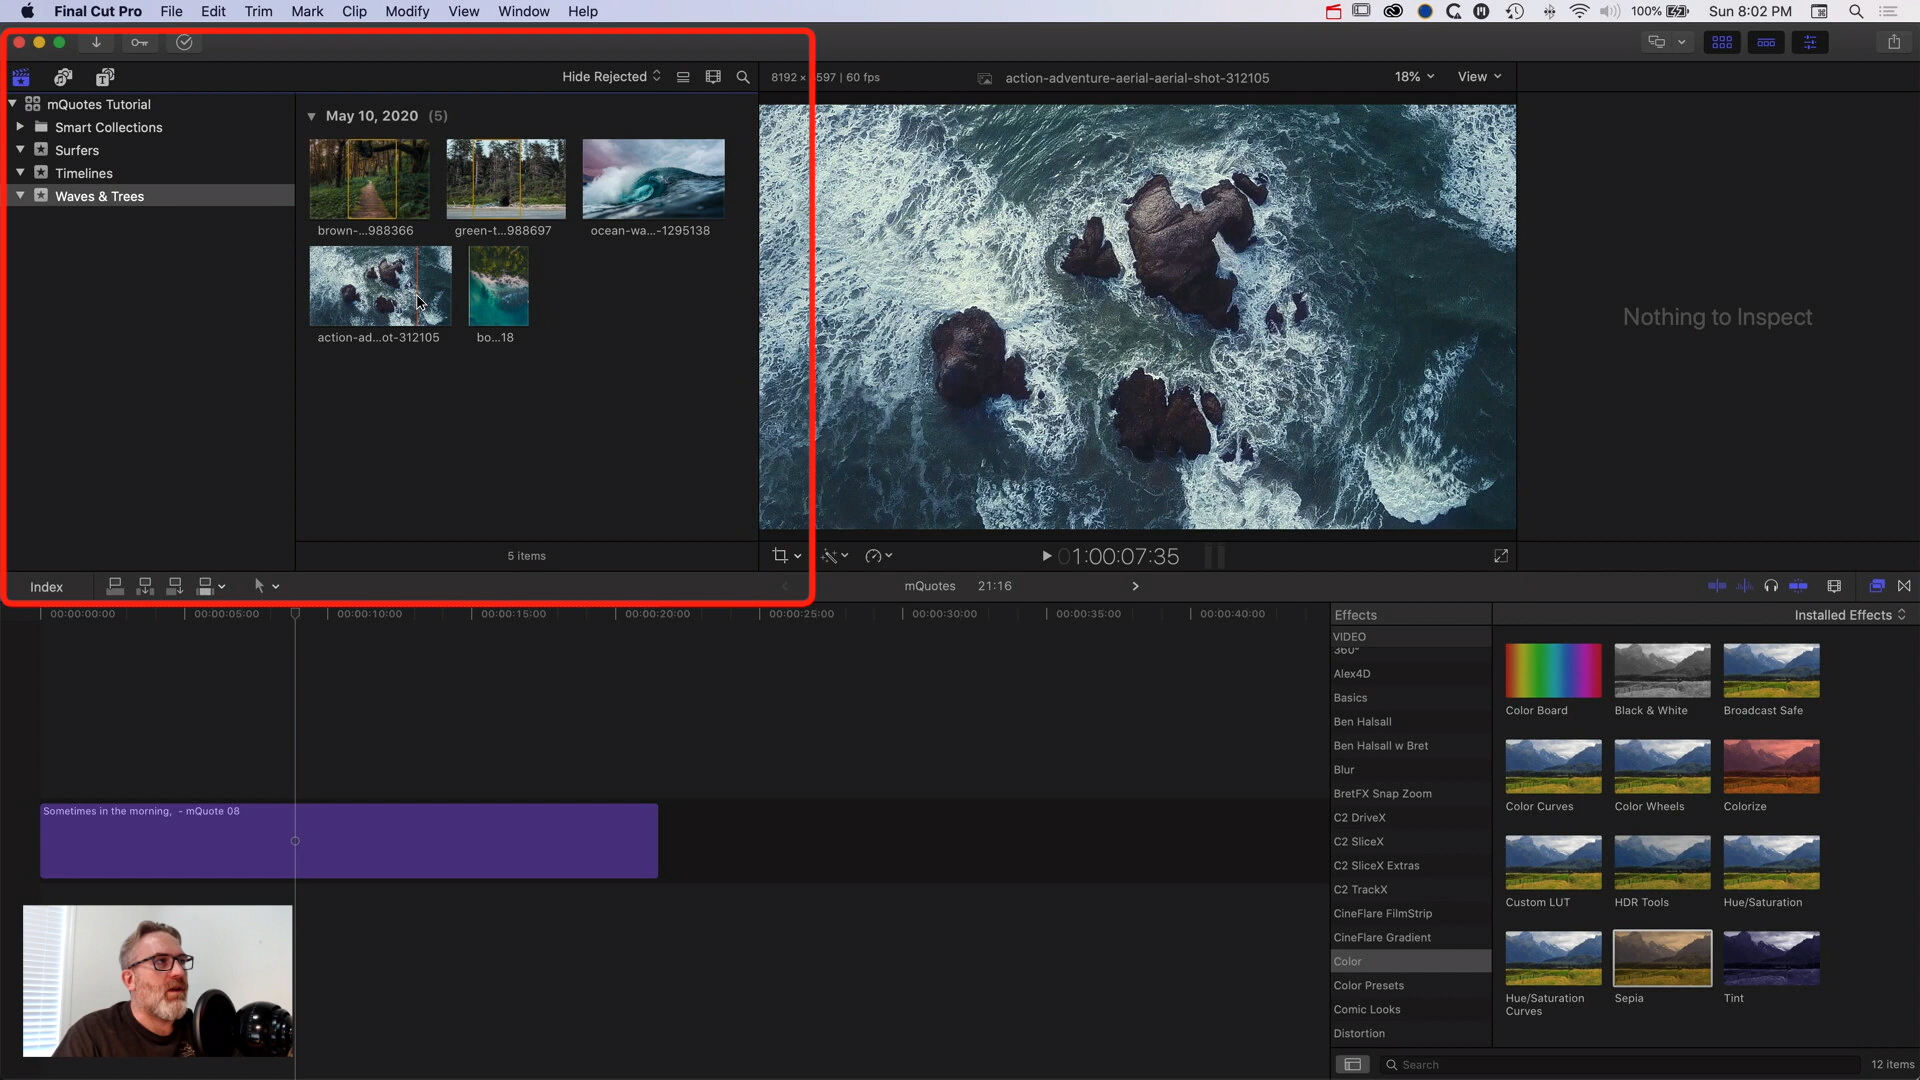 Final Cut Pro File Edit Trim Mark Clip Modify View Window Help 100% Sun 8:02 PM
Hide Rejected
8192 × 597 | 60 fps
action-adventure-aerial-aerial-shot-312105
18% View
mQuotes Tutorial
Smart Collections
Surfers
Timelines
Waves & Trees
May 10, 2020 (5)
brown-...988366
green-t...988697
ocean-wa...-1295138
action-ad...ot-312105
bo...18
5 items
Nothing to Inspect
01:00:07:35
Index
mQuotes 21:16
00:00:00:00 00:00:05:00 00:00:10:00 00:00:15:00 00:00:20:00 00:00:25:00 00:00:30:00 00:00:35:00 00:00:40:00
Sometimes in the morning, - mQuote 08
Effects
Installed Effects
VIDEO
360°
Alex4D
Basics
Ben Halsall
Ben Halsall w Bret
Blur
BretFX Snap Zoom
C2 DriveX
C2 SliceX
C2 SliceX Extras
C2 TrackX
CineFlare FilmStrip
CineFlare Gradient
Color
Color Presets
Comic Looks
Distortion
Color Board
Black & White
Broadcast Safe
Color Curves
Color Wheels
Colorize
Custom LUT
HDR Tools
Hue/Saturation
Hue/Saturation
Curves
Sepia
Tint
Search
12 items